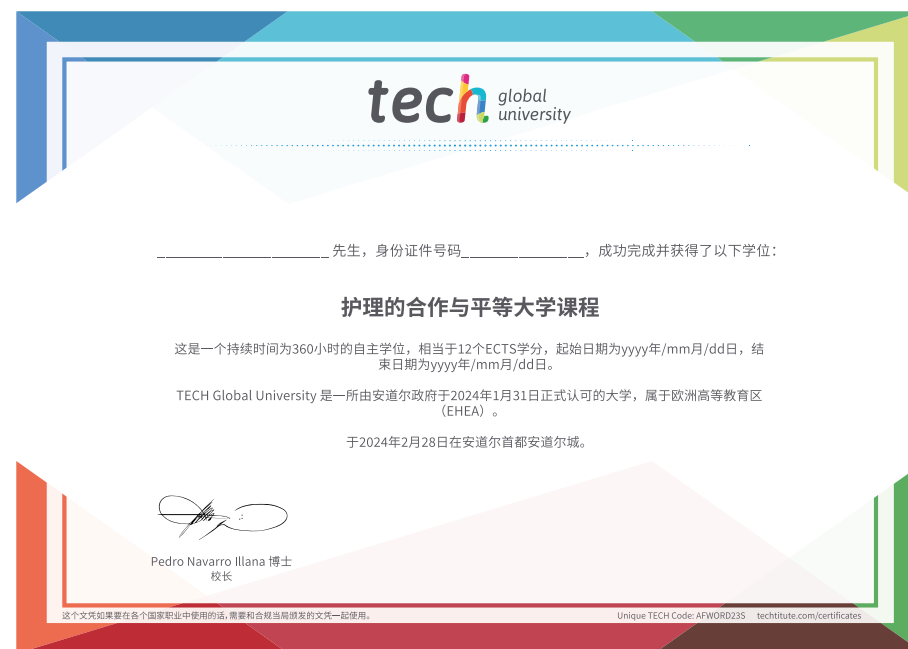 tech global
university
_____________________ 先生，身份证件号码_______________，成功完成并获得了以下学位：
护理的合作与平等大学课程
这是一个持续时间为360小时的自主学位，相当于12个ECTS学分，起始日期为yyyy年/mm月/dd日，结
束日期为yyyy年/mm月/dd日。
TECH Global University 是一所由安道尔政府于2024年1月31日正式认可的大学，属于欧洲高等教育区
（EHEA）。
于2024年2月28日在安道尔首都安道尔城。
Pedro Navarro Illana 博士
校长
这个文凭如果要在各个国家职业中使用的话，需要和合规当局颁发的文凭一起使用。
Unique TECH Code: AFWORD23S techtitute.com/certificates